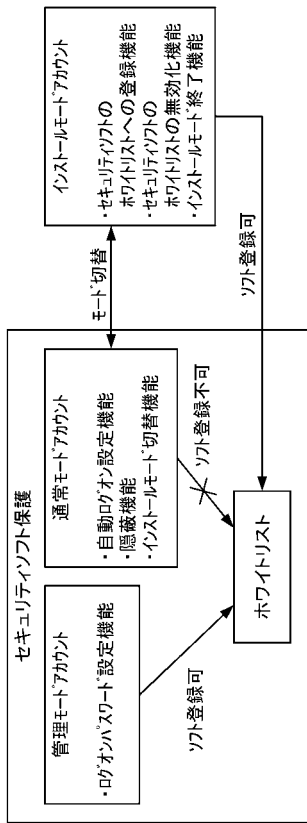 セキュリティソフト保護
管理モードアカウント
・ログオンパスワード設定機能
通常モードアカウント
・自動ログオン設定機能
・隠蔽機能
・インストールモード切替機能
モード切替
インストールモードアカウント
・セキュリティソフトの
ホワイトリストへの登録機能
・セキュリティソフトの
ホワイトリストの無効化機能
・インストールモード終了機能
ソフト登録可
ソフト登録不可
ソフト登録可
ホワイトリスト